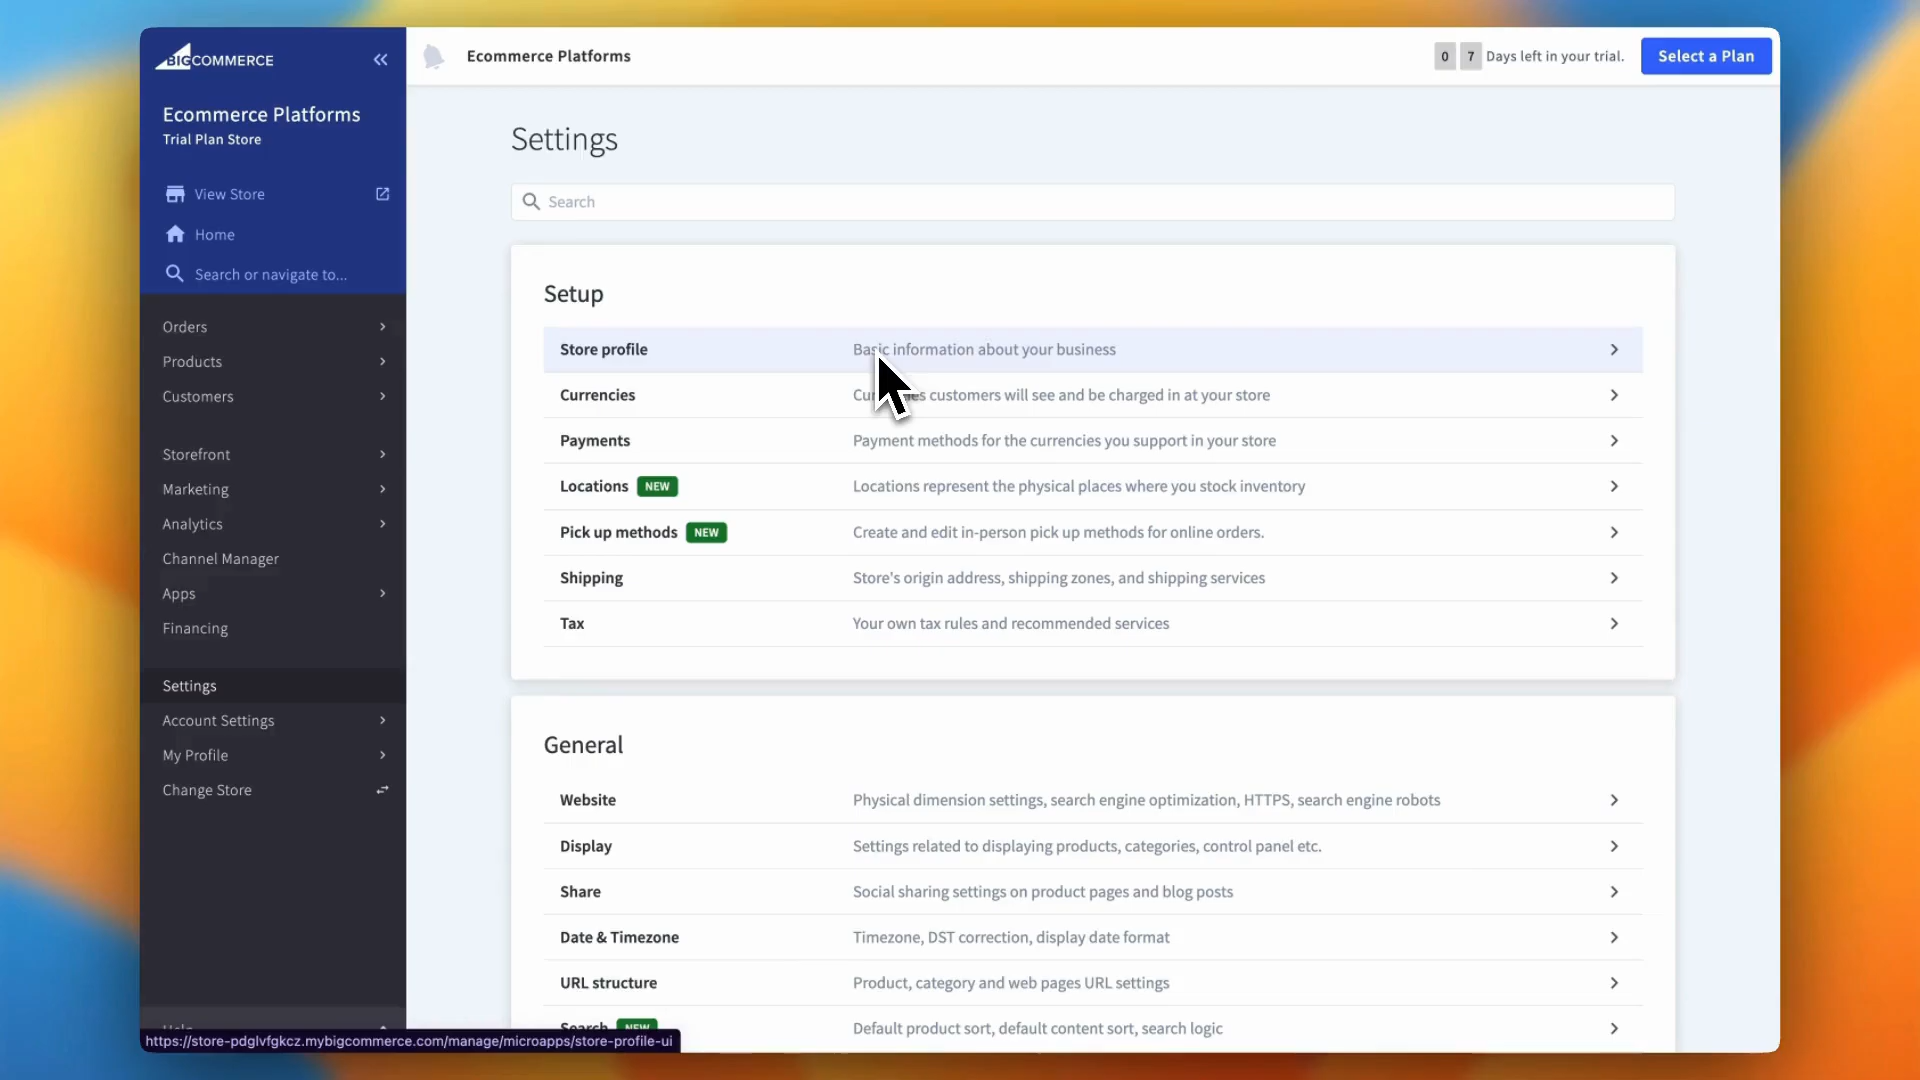 BIGCOMMERCE
Ecommerce Platforms
Trial Plan Store
View Store
Home
Search or navigate to...
Orders
Products
Customers
Storefront
Marketing
Analytics
Channel Manager
Apps
Financing
Settings
Account Settings
My Profile
Change Store
Help
https://store-pdglvfgkcz.mybigcommerce.com/manage/microapps/store-profile-ui
Ecommerce Platforms
0 7 Days left in your trial.
Select a Plan
Settings
Search
Setup
Store profile Basic information about your business
Currencies customers will see and be charged in at your store
Payments Payment methods for the currencies you support in your store
Locations NEW Locations represent the physical places where you stock inventory
Pick up methods NEW Create and edit in-person pick up methods for online orders.
Shipping Store's origin address, shipping zones, and shipping services
Tax Your own tax rules and recommended services
General
Website Physical dimension settings, search engine optimization, HTTPS, search engine robots
Display Settings related to displaying products, categories, control panel etc.
Share Social sharing settings on product pages and blog posts
Date & Timezone Timezone, DST correction, display date format
URL structure Product, category and web pages URL settings
Search NEW Default product sort, default content sort, search logic